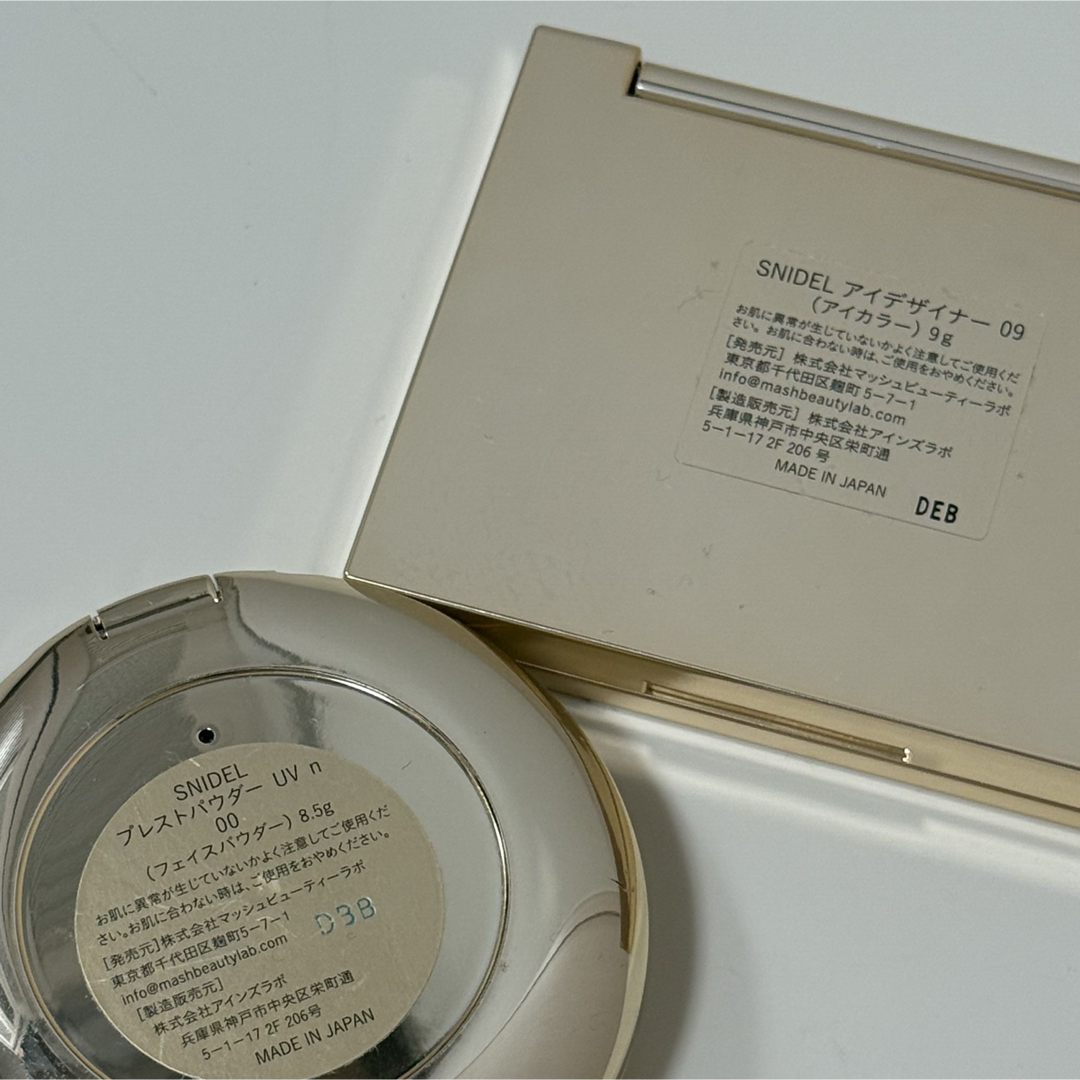 SNIDEL アイデザイナー 09
(アイカラー) 9g
お肌に異常が生じていないかよく注意してご使用くだ
さい。お肌に合わない時は、ご使用をおやめください。
[発売元] 株式会社マッシュビューティーラボ
東京都千代田区麹町 5-7-1
info@mashbeautylab.com
[製造販売元] 株式会社アインズラボ
兵庫県神戸市中央区栄町通
5-1-17 2F 206 号
MADE IN JAPAN
DEB
SNIDEL
プレストパウダー UV n
00
(フェイスパウダー) 8.5g
お肌に異常が生じていないかよく注意してご使用くだ
さい。お肌に合わない時は、ご使用をおやめください。
[発売元]株式会社マッシュビューティーラボ
東京都千代田区麹町5-7-1
info@mashbeautylab.com
D3B
[製造販売元]
株式会社アインズラボ
兵庫県神戸市中央区栄町通
5-1-17 2F 206号
MADE IN JAPAN